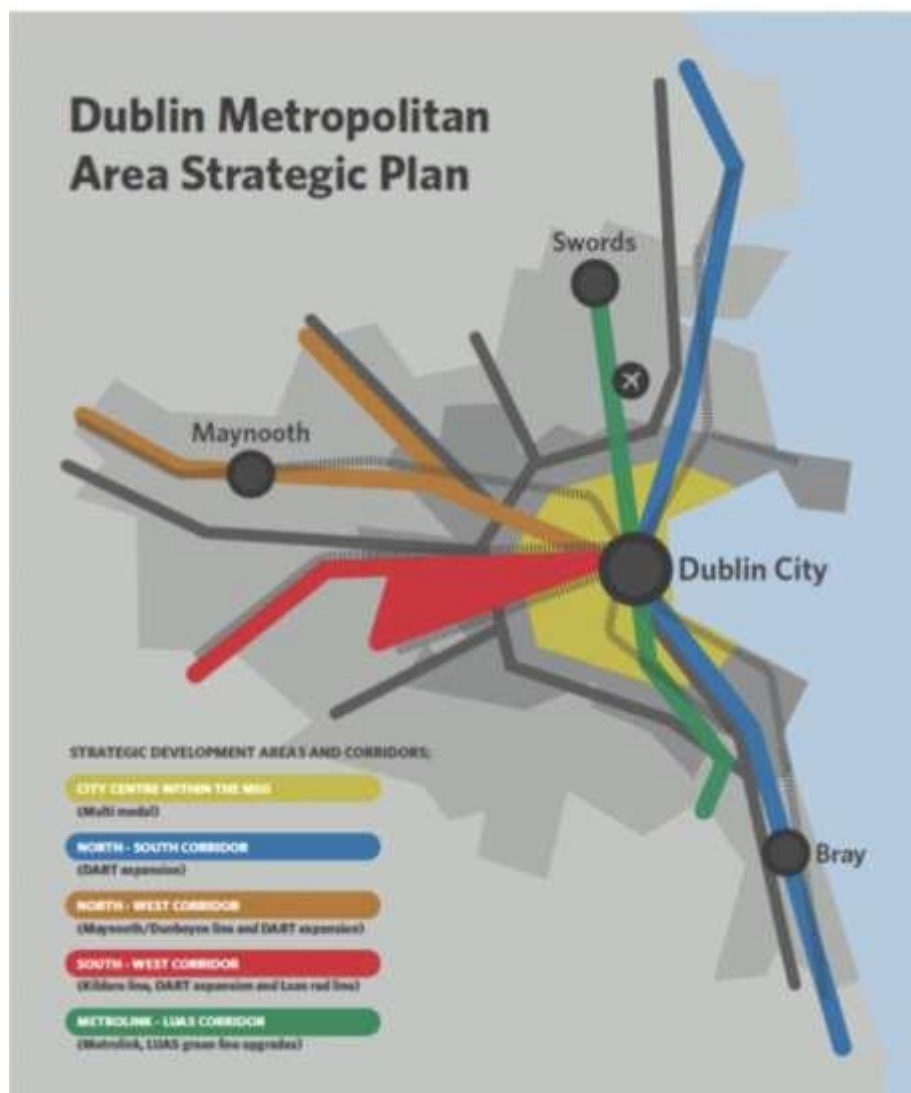 Dublin Metropolitan
Area Strategic Plan
Swords
Maynooth
Dublin City
Bray
STRATEGIC DEVELOPMENT AREAS AND CORRIDORS;
CITY CENTRE WITHIN THE M50
(Multi modal)
NORTH - SOUTH CORRIDOR
(DART expansion)
NORTH - WEST CORRIDOR
(Maynooth/Dunboyne line and DART expansion)
SOUTH - WEST CORRIDOR
(Kildare line, DART expansion and Luas red line)
METROLINK - LUAS CORRIDOR
(Metrolink, LUAS green line upgrades)